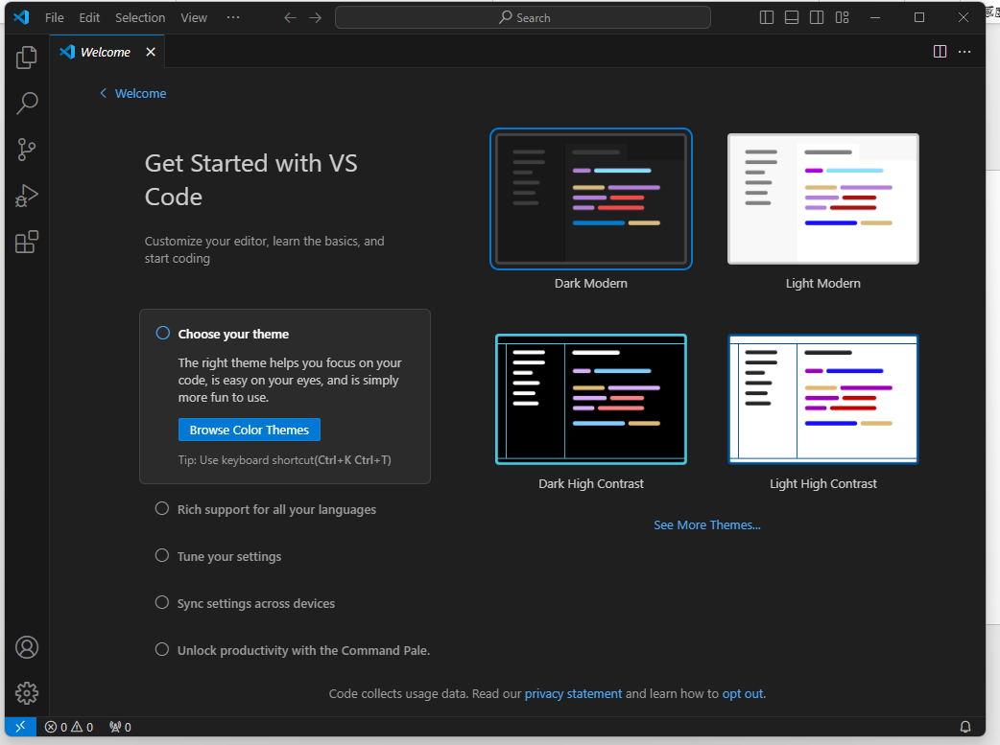 File Edit Selection View ··· Search
Welcome
Welcome
Get Started with VS
Code
Customize your editor, learn the basics, and
start coding
Choose your theme
The right theme helps you focus on your
code, is easy on your eyes, and is simply
more fun to use.
Browse Color Themes
Tip: Use keyboard shortcut(Ctrl+K Ctrl+T)
Rich support for all your languages
Tune your settings
Sync settings across devices
Unlock productivity with the Command Pale.
Dark Modern
Light Modern
Dark High Contrast
Light High Contrast
See More Themes...
Code collects usage data. Read our privacy statement and learn how to opt out.
0 0 0